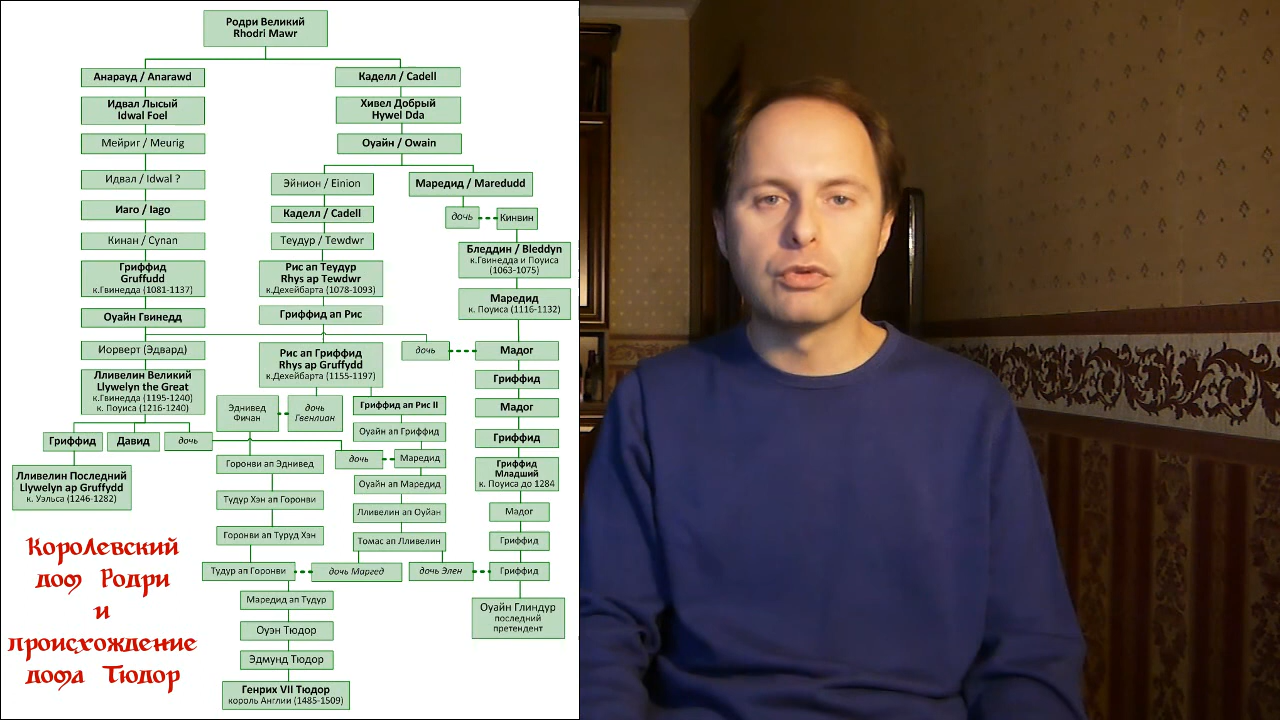 Родри Великий
Rhodri Mawr
Анарауд / Anarawd
Каделл / Cadell
Идвал Лысый
Idwal Foel
Хивел Добрый
Hywel Dda
Мейриг / Meurig
Оуайн / Owain
Идвал / Idwal ?
Эйнион / Einion
Маредид / Maredudd
Иаго / Iago
Каделл / Cadell
дочь
Кинвин
Кинан / Cynan
Теудур / Tewdwr
Бледдин / Bleddyn
к.Гвинедда и Поуиса
(1063-1075)
Гриффид
Gruffudd
к.Гвинедда (1081-1137)
Рис ап Теудур
Rhys ap Tewdwr
к.Дехейбарта (1078-1093)
Маредид
к. Поуиса (1116-1132)
Оуайн Гвинедд
Гриффид ап Рис
Иорверт (Эдвард)
Рис ап Гриффид
Rhys ap Gruffydd
к.Дехейбарта (1155-1197)
дочь
Мадог
Лливелин Великий
Llywelyn the Great
к.Гвинедда (1195-1240)
к. Поуиса (1216-1240)
Гриффид
Эднивед
Фичан
дочь
Гвенлиан
Гриффид ап Рис II
Мадог
Гриффид
Давид
дочь
Оуайн ап Гриффид
Гриффид
Горонви ап Эднивед
дочь
Маредид
Лливелин Последний
Llywelyn ap Gruffydd
к. Уэльса (1246-1282)
Гриффид
Младший
к. Поуиса до 1284
Тудур Хэн ап Горонви
Оуайн ап Маредид
Лливелин ап Оуйан
Мадог
Горонви ап Туруд Хэн
Томас ап Лливелин
Гриффид
Тудур ап Горонви
дочь Маргед
дочь Элен
Гриффид
Маредид ап Тудур
Оуайн Глиндур
последний
претендент
Оуэн Тюдор
Эдмунд Тюдор
Генрих VII Тюдор
король Англии (1485-1509)
Королевский
дом Родри
и
происхождение
дома Тюдор